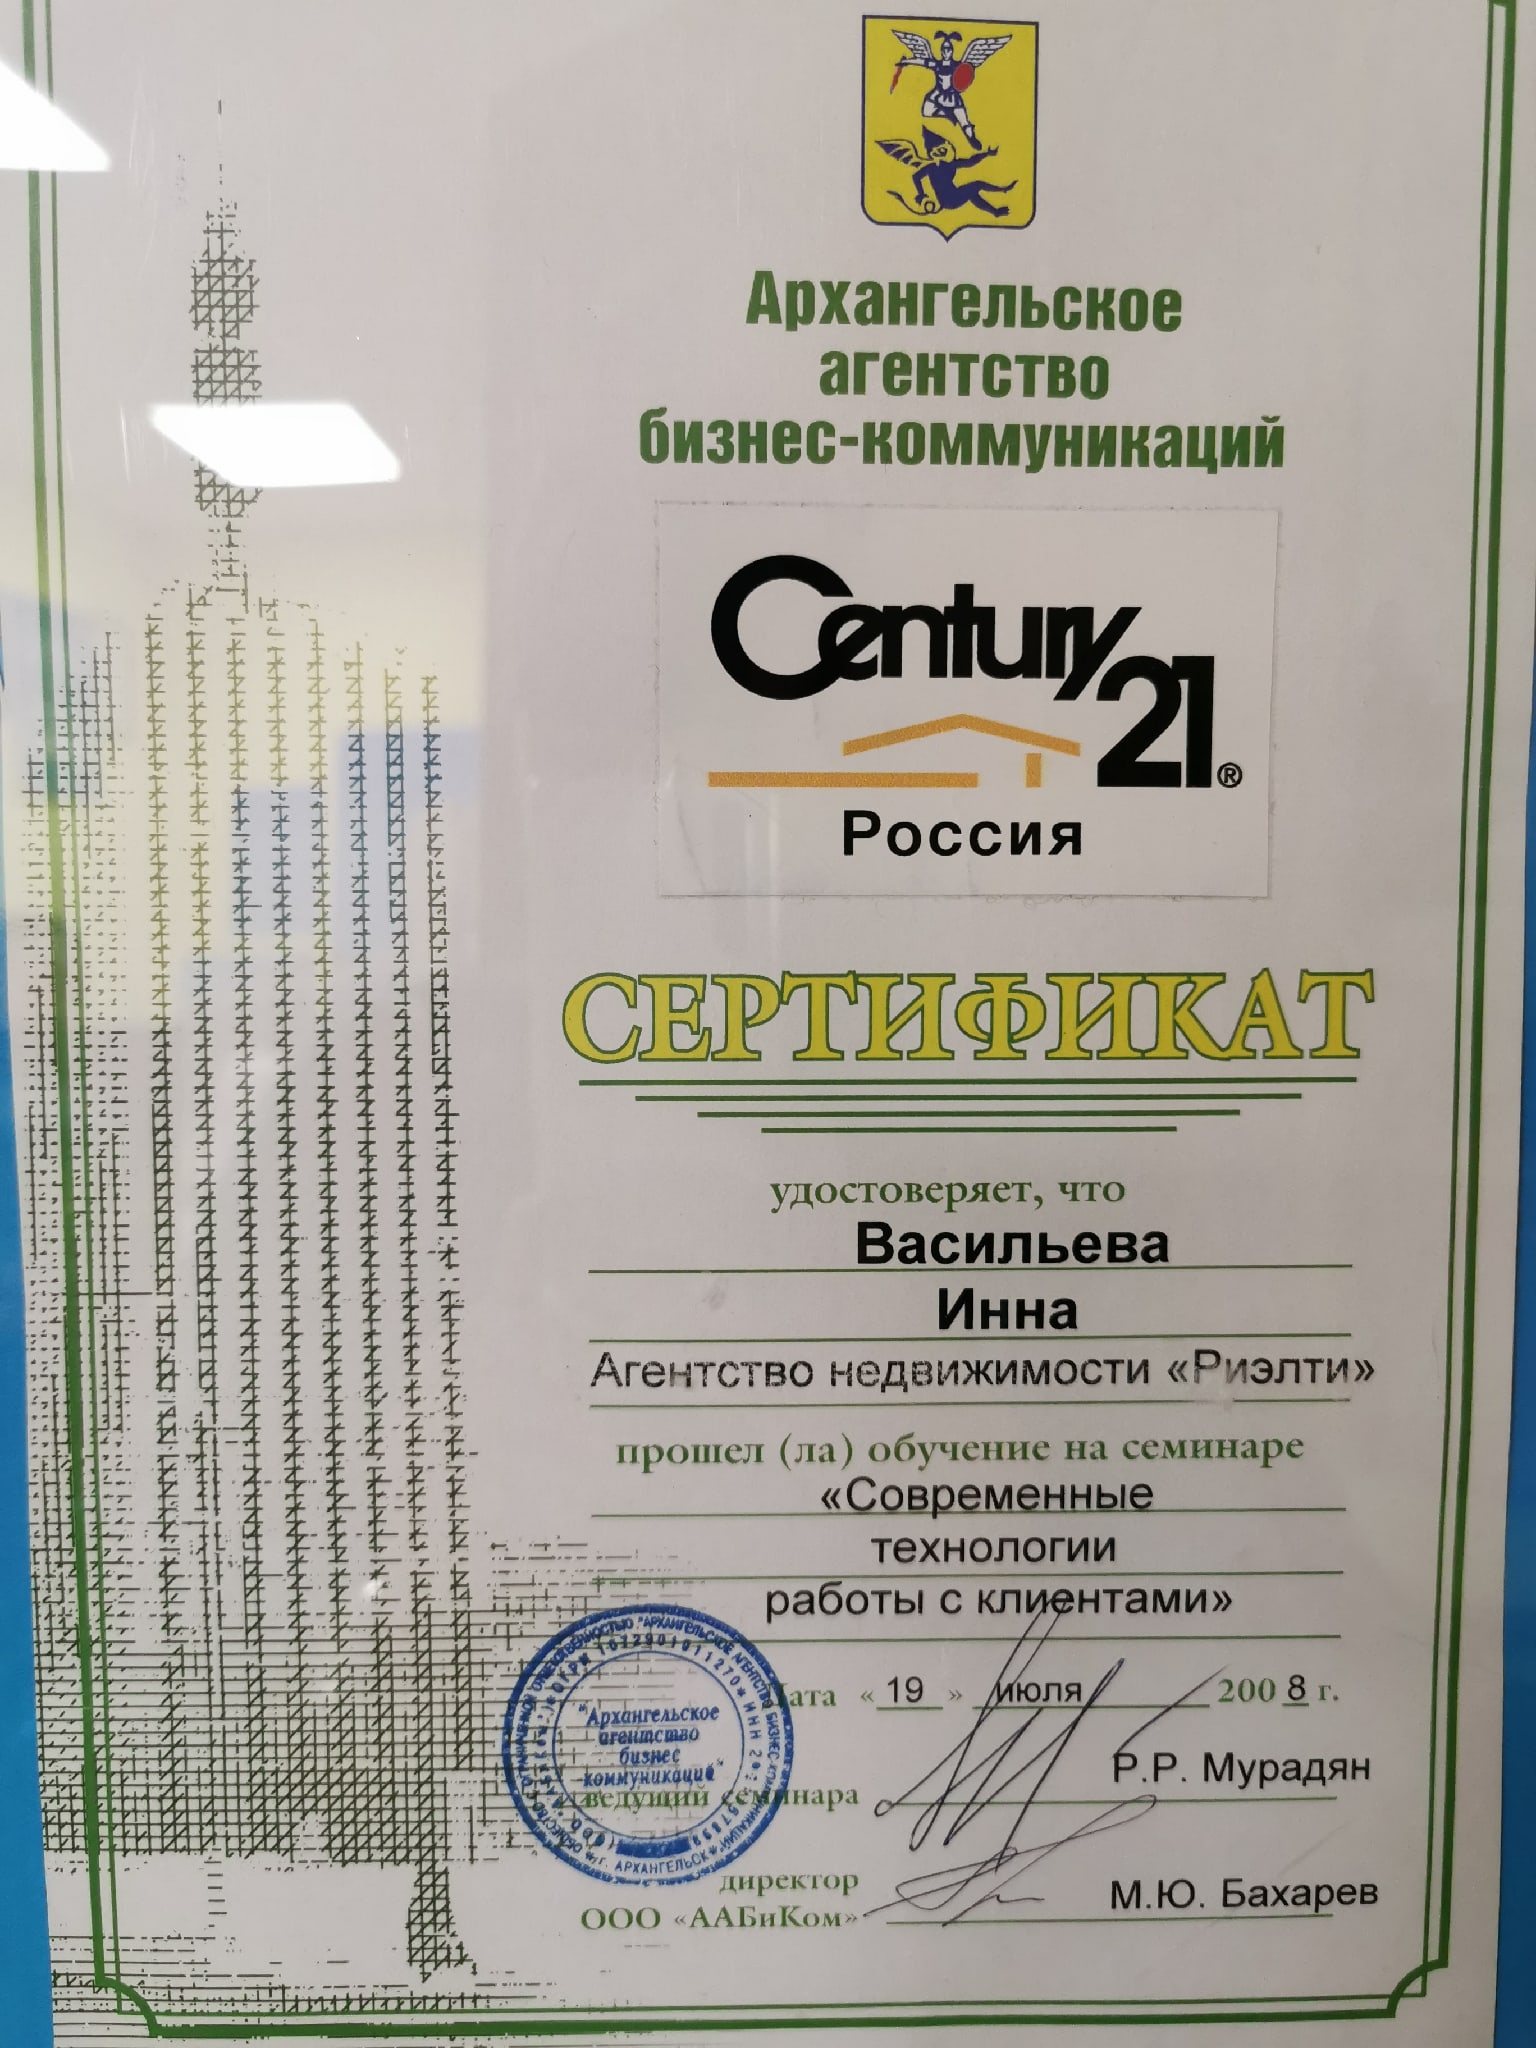 Архангельское
агентство
бизнес-коммуникаций
Century 21®
Россия
СЕРТИФИКАТ
удостоверяет, что
Васильева
Инна
Агентство недвижимости «Риэлти»
прошел (ла) обучение на семинаре
«Современные
технологии
работы с клиентами»
Дата « 19 » июля 2008 г.
Р.Р. Мурадян
ведущий семинара
директор
ООО «ААБиКом»
М.Ю. Бахарев
"Архангельское
агентство
бизнес
коммуникаций"
г. АРХАНГЕЛЬСК